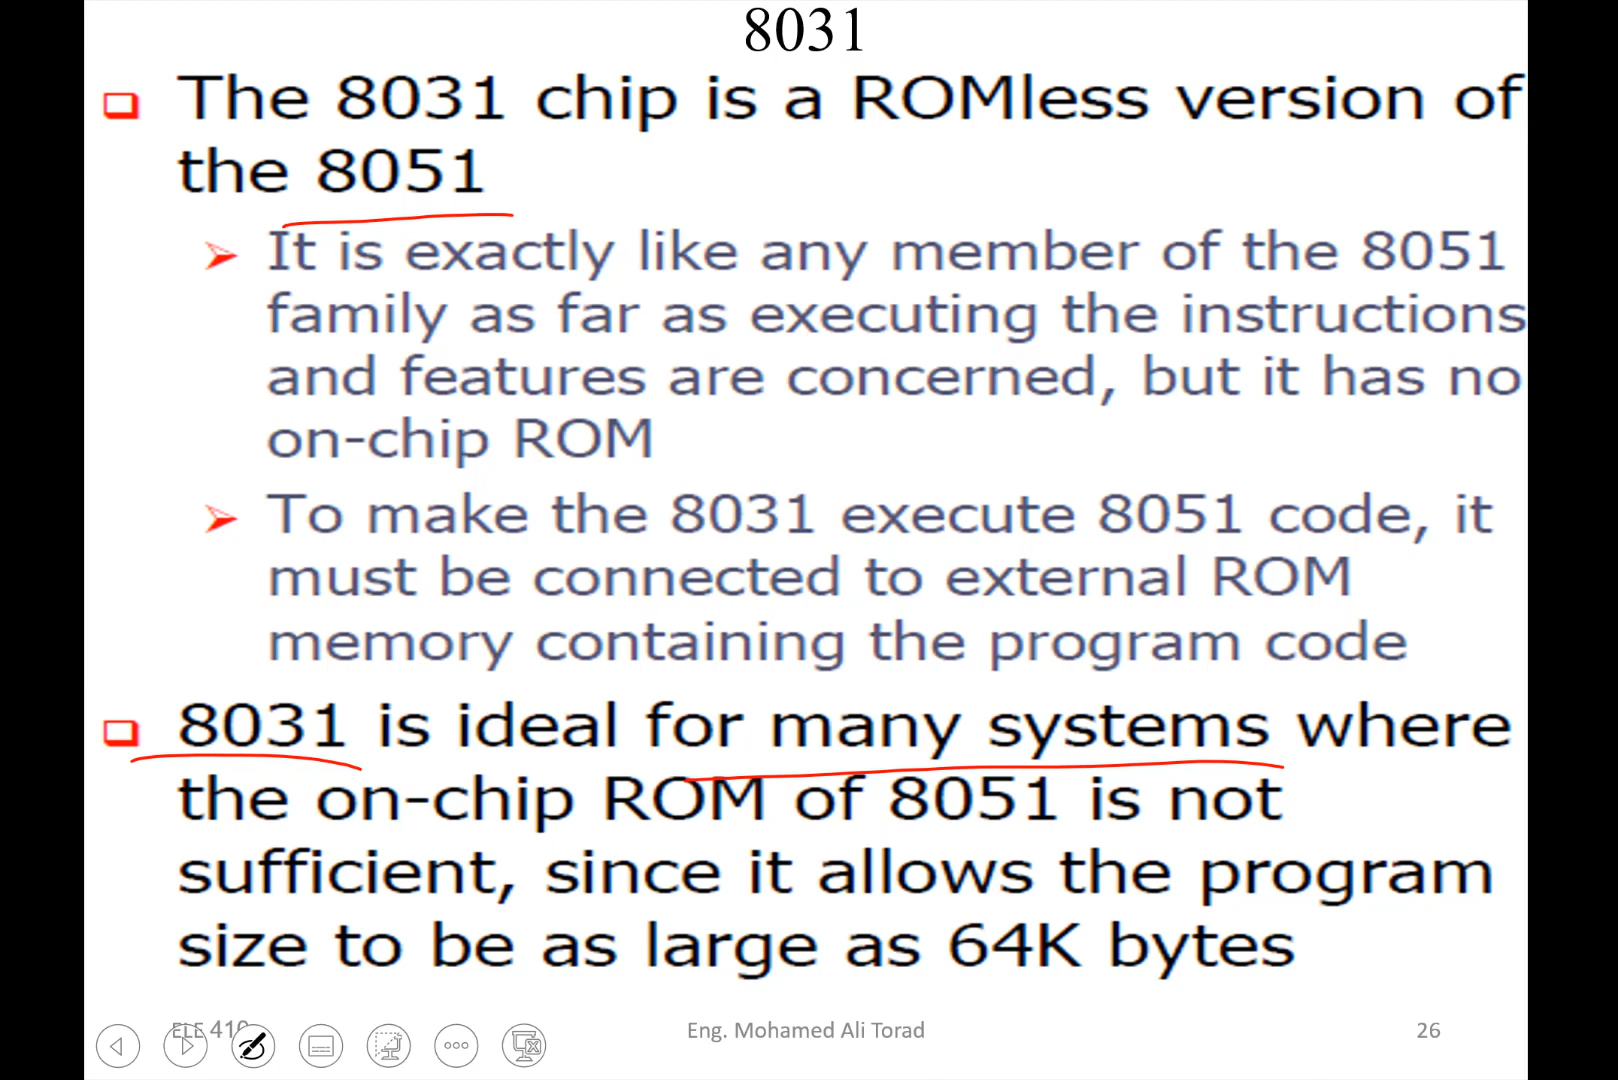 8031
The 8031 chip is a ROMless version of
the 8051
It is exactly like any member of the 8051
family as far as executing the instructions
and features are concerned, but it has no
on-chip ROM
To make the 8031 execute 8051 code, it
must be connected to external ROM
memory containing the program code
8031 is ideal for many systems where
the on-chip ROM of 8051 is not
sufficient, since it allows the program
size to be as large as 64K bytes
ELE 410
Eng. Mohamed Ali Torad
26